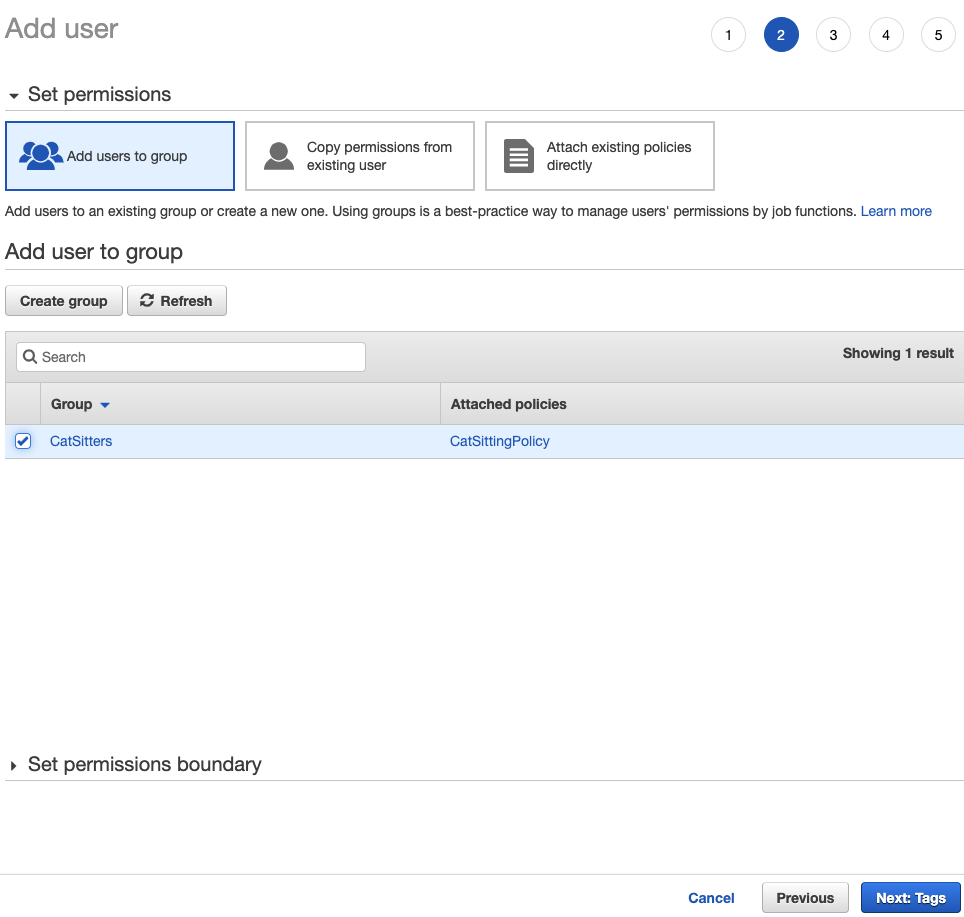 Add user
1 2 3 4 5
Set permissions
Add users to group
Copy permissions from
existing user
Attach existing policies
directly
Add users to an existing group or create a new one. Using groups is a best-practice way to manage users' permissions by job functions. Learn more
Add user to group
Create group Refresh
Search Showing 1 result
Group Attached policies
CatSitters CatSittingPolicy
Set permissions boundary
Cancel Previous Next: Tags